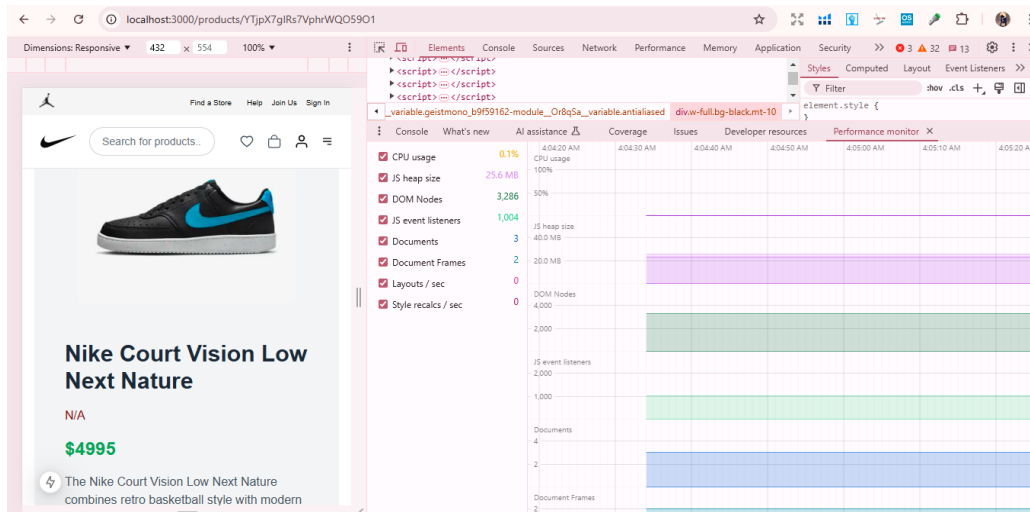 localhost:3000/products/YTjpX7gIRs7VphrWQO59O1
Dimensions: Responsive ▼ 432 × 554 100% ▼
Elements Console Sources Network Performance Memory Application Security 3 32 13
Find a Store Help Join Us Sign In
Search for products..
Nike Court Vision Low
Next Nature
N/A
$4995
The Nike Court Vision Low Next Nature
combines retro basketball style with modern
<script> … </script>
<script> … </script>
<script> … </script>
_variable.geistmono_b9f59162-module__Or8qSa__variable.antialiased div.w-full.bg-black.mt-10
Styles Computed Layout Event Listeners
Filter :hov .cls
element.style {
}
Console What's new AI assistance Coverage Issues Developer resources Performance monitor
CPU usage 0.1%
JS heap size 25.6 MB
DOM Nodes 3,286
JS event listeners 1,004
Documents 3
Document Frames 2
Layouts / sec 0
Style recalcs / sec 0
4:04:20 AM 4:04:30 AM 4:04:40 AM 4:04:50 AM 4:05:00 AM 4:05:10 AM 4:05:20 A
CPU usage
100%
50%
JS heap size
40.0 MB
20.0 MB
DOM Nodes
4,000
2,000
JS event listeners
2,000
1,000
Documents
4
2
Document Frames
2